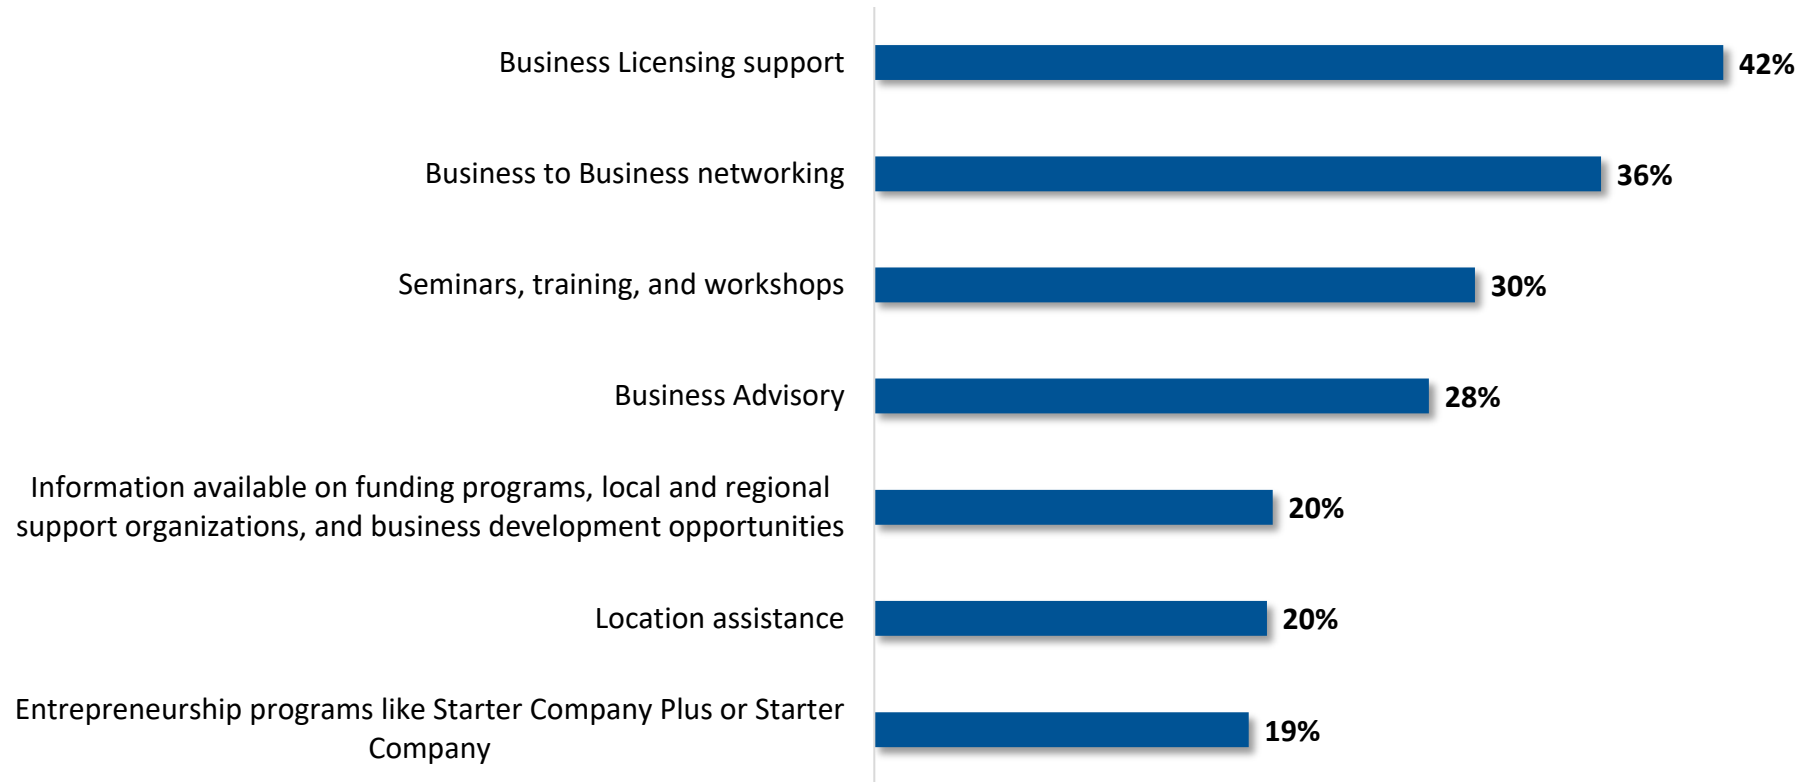 Business Licensing support
42%
Business to Business networking
36%
Seminars, training, and workshops
30%
Business Advisory
28%
Information available on funding programs, local and regional
support organizations, and business development opportunities
20%
Location assistance
20%
Entrepreneurship programs like Starter Company Plus or Starter
Company
19%